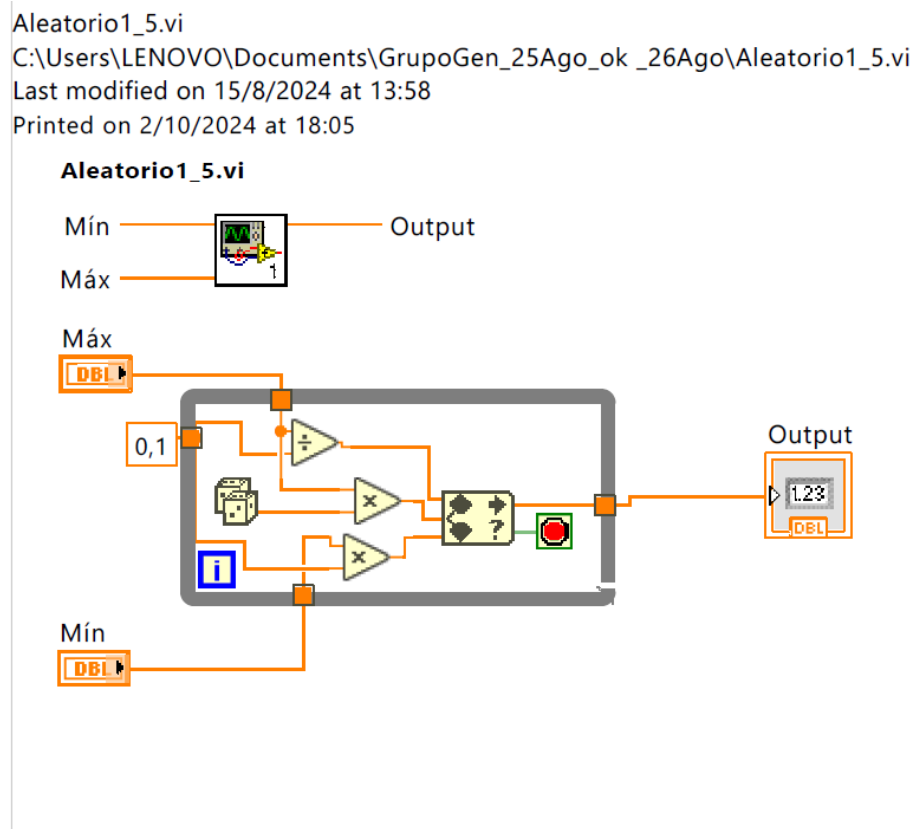 Aleatorio1_5.vi
C:\Users\LENOVO\Documents\GrupoGen_25Ago_ok _26Ago\Aleatorio1_5.vi
Last modified on 15/8/2024 at 13:58
Printed on 2/10/2024 at 18:05
Aleatorio1_5.vi
Mín
Output
1
Máx
Máx
DBL
0,1
÷
Output
1.23
DBL
×
?
×
i
Mín
DBL